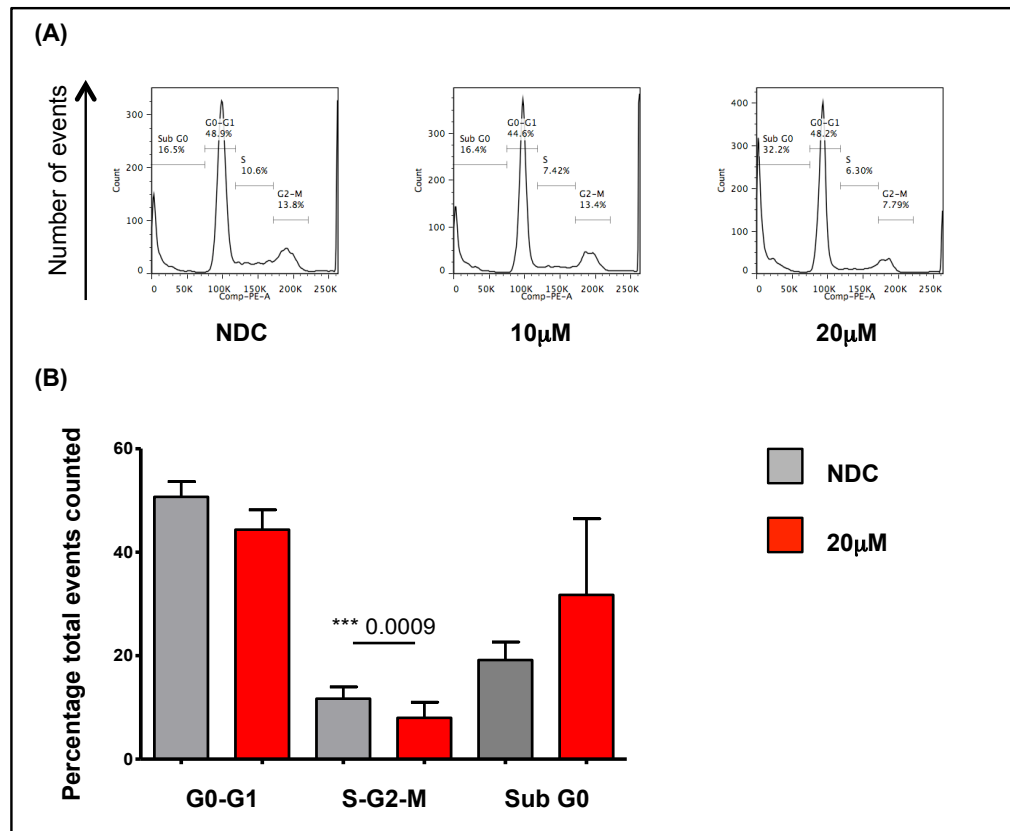 (A)
Number of events
Count
300
200
100
0
Sub G0
16.5%
G0-G1
48.9%
S
10.6%
G2-M
13.8%
0 50K 100K 150K 200K 250K
Comp-PE-A
NDC
Count
300
200
100
0
Sub G0
16.4%
G0-G1
44.6%
S
7.42%
G2-M
13.4%
0 50K 100K 150K 200K 250K
Comp-PE-A
10μM
Count
400
300
200
100
0
Sub G0
32.2%
G0-G1
48.2%
S
6.30%
G2-M
7.79%
0 50K 100K 150K 200K 250K
Comp-PE-A
20μM
(B)
Percentage total events counted
60
40
20
0
*** 0.0009
G0-G1 S-G2-M Sub G0
NDC
20μM